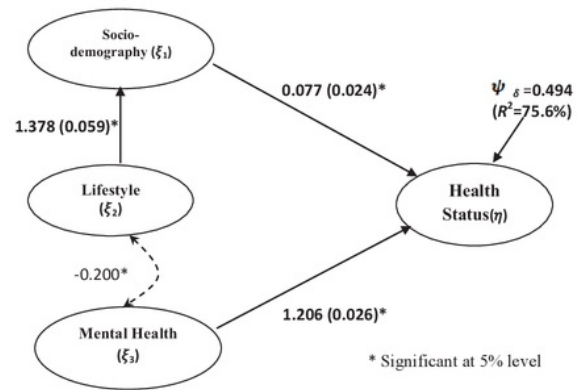 Socio-
demography (ξ₁)
0.077 (0.024)*
ψ δ =0.494
(R²=75.6%)
1.378 (0.059)*
Lifestyle
(ξ₂)
Health
Status(η)
-0.200*
1.206 (0.026)*
Mental Health
(ξ₃)
* Significant at 5% level